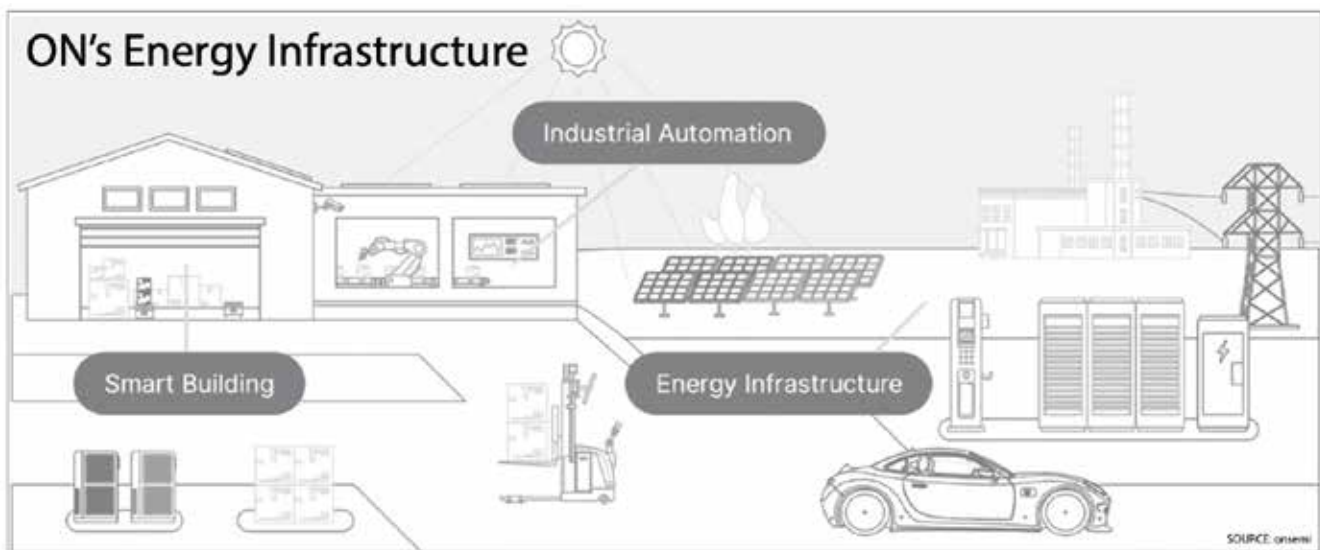 ON's Energy Infrastructure
Industrial Automation
Smart Building
Energy Infrastructure
SOURCE: onsemi